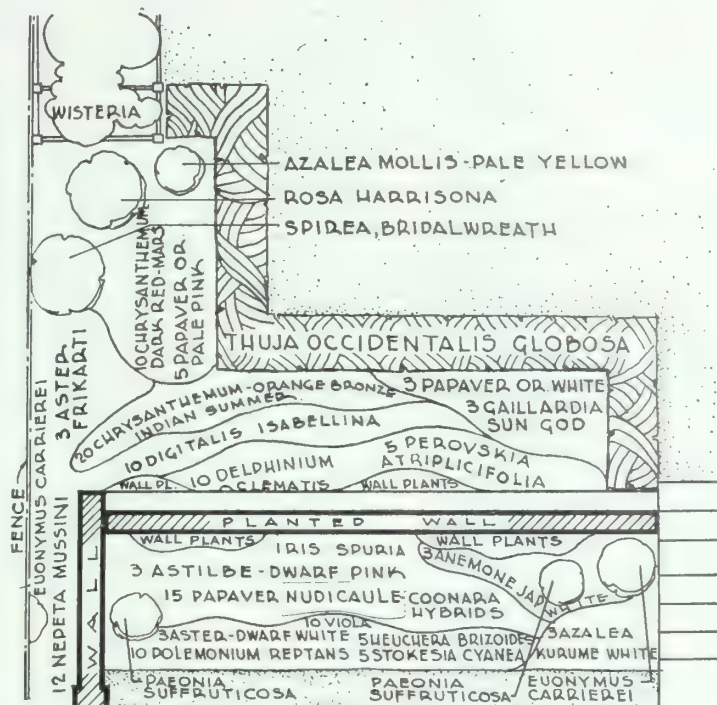 WISTERIA
AZALEA MOLLIS-PALE YELLOW
ROSA HARRISONA
SPIREA, BRIDALWREATH
10 CHRYSANTHEMUM
DARK RED-MARS
5 PAPAVER OR.
PALE PINK
THUJA OCCIDENTALIS GLOBOSA
3 ASTER
FRIKARTI
20 CHRYSANTHEMUM-ORANGE BRONZE
INDIAN SUMMER
3 PAPAVER OR WHITE
3 GAILLARDIA
SUN GOD
10 DIGITALIS ISABELLINA
5 PEROVSKIA
ATRIPLICIFOLIA
WALL PL.
10 DELPHINIUM
CLEMATIS
WALL PLANTS
FENCE
EUONYMUS CARRIEREI
12 NEPETA MUSSINI
WALL
PLANTED WALL
WALL PLANTS
IRIS SPURIA
WALL PLANTS
3 ASTILBE-DWARF PINK
3 ANEMONE JAP. WHITE
15 PAPAVER NUDICAULE-COONARA
HYBRIDS
10 VIOLA
3 ASTER-DWARF WHITE
5 HEUCHERA BRIZOIDES
3 AZALEA
10 POLEMONIUM REPTANS
5 STOKESIA CYANEA
KURUME WHITE
PAEONIA
SUFFRUTICOSA
PAEONIA
SUFFRUTICOSA
EUONYMUS
CARRIEREI